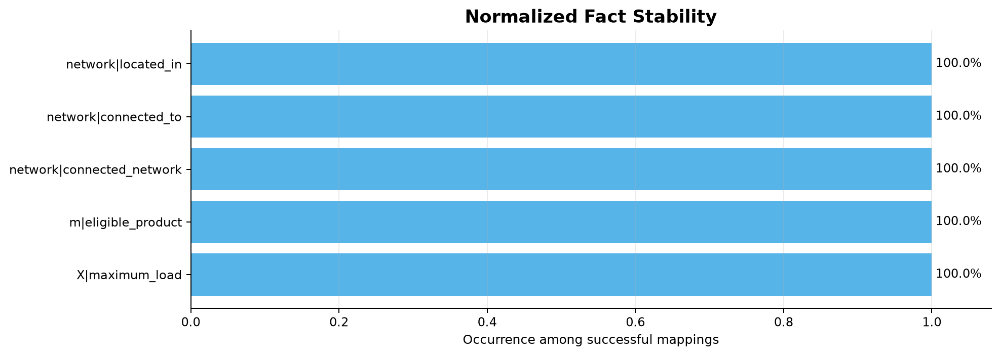 Normalized Fact Stability
network|located_in
100.0%
network|connected_to
100.0%
network|connected_network
100.0%
m|eligible_product
100.0%
X|maximum_load
100.0%
0.0 0.2 0.4 0.6 0.8 1.0
Occurrence among successful mappings